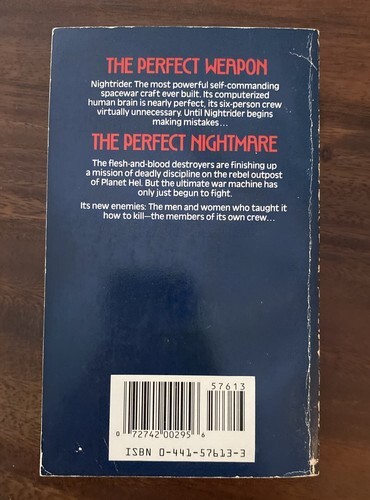 THE PERFECT WEAPON
Nightrider. The most powerful self-commanding
spacewar craft ever built. Its computerized
human brain is nearly perfect, its six-person crew
virtually unnecessary. Until Nightrider begins
making mistakes...
THE PERFECT NIGHTMARE
The flesh-and-blood destroyers are finishing up
a mission of deadly discipline on the rebel outpost
of Planet Hel. But the ultimate war machine has
only just begun to fight.
Its new enemies: The men and women who taught it
how to kill—the members of its own crew...
57613
0 72742 00295 6
ISBN 0-441-57613-3